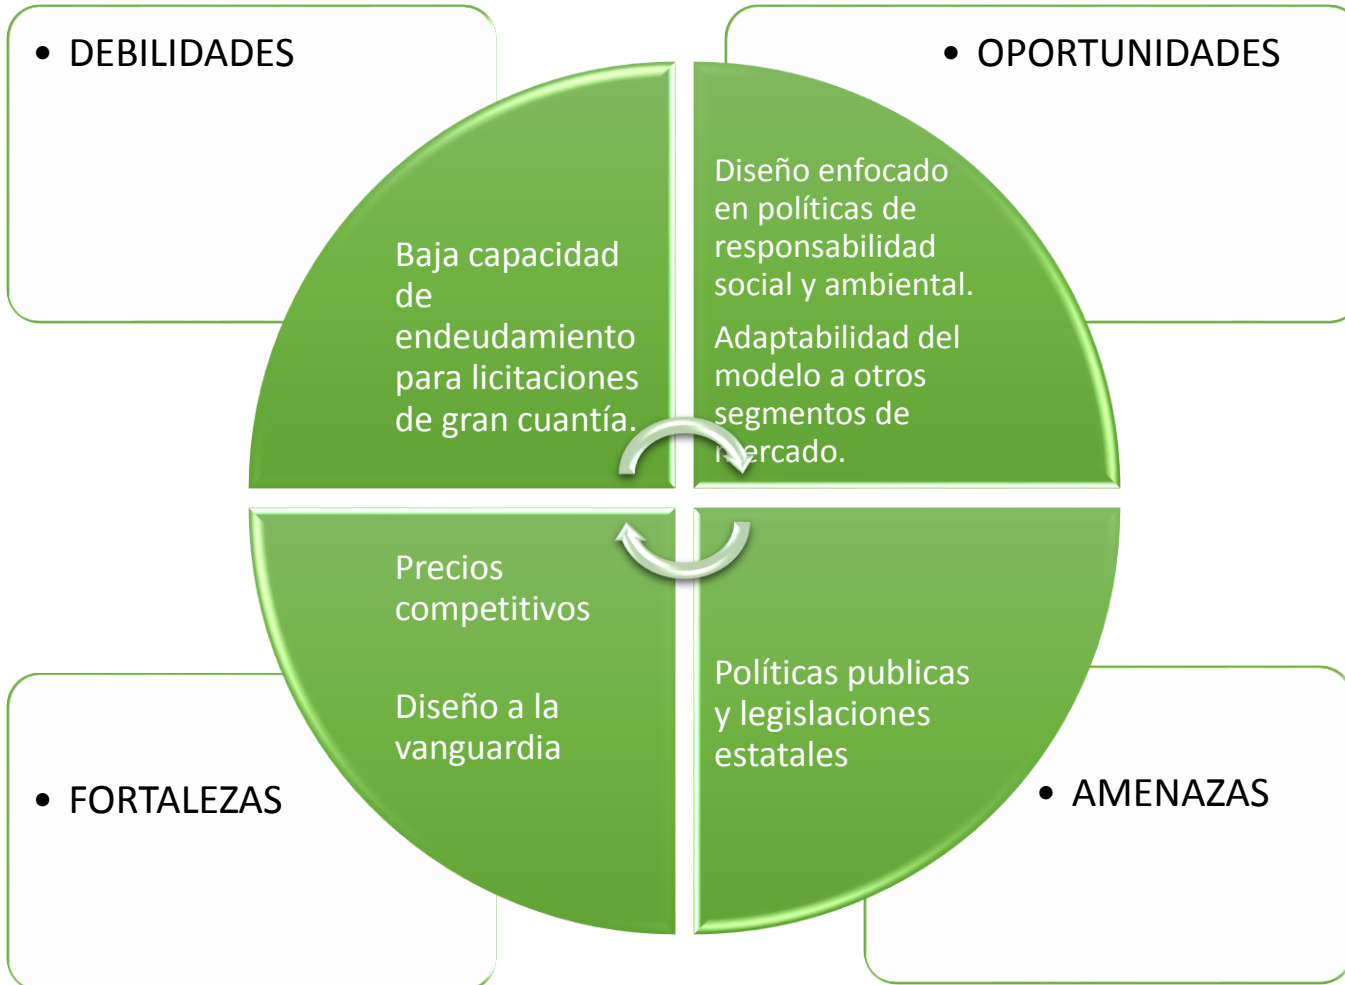 • DEBILIDADES
Baja capacidad
de
endeudamiento
para licitaciones
de gran cuantía.
• OPORTUNIDADES
Diseño enfocado
en políticas de
responsabilidad
social y ambiental.
Adaptabilidad del
modelo a otros
segmentos de
mercado.
Precios
competitivos
Diseño a la
vanguardia
• FORTALEZAS
Políticas publicas
y legislaciones
estatales
• AMENAZAS